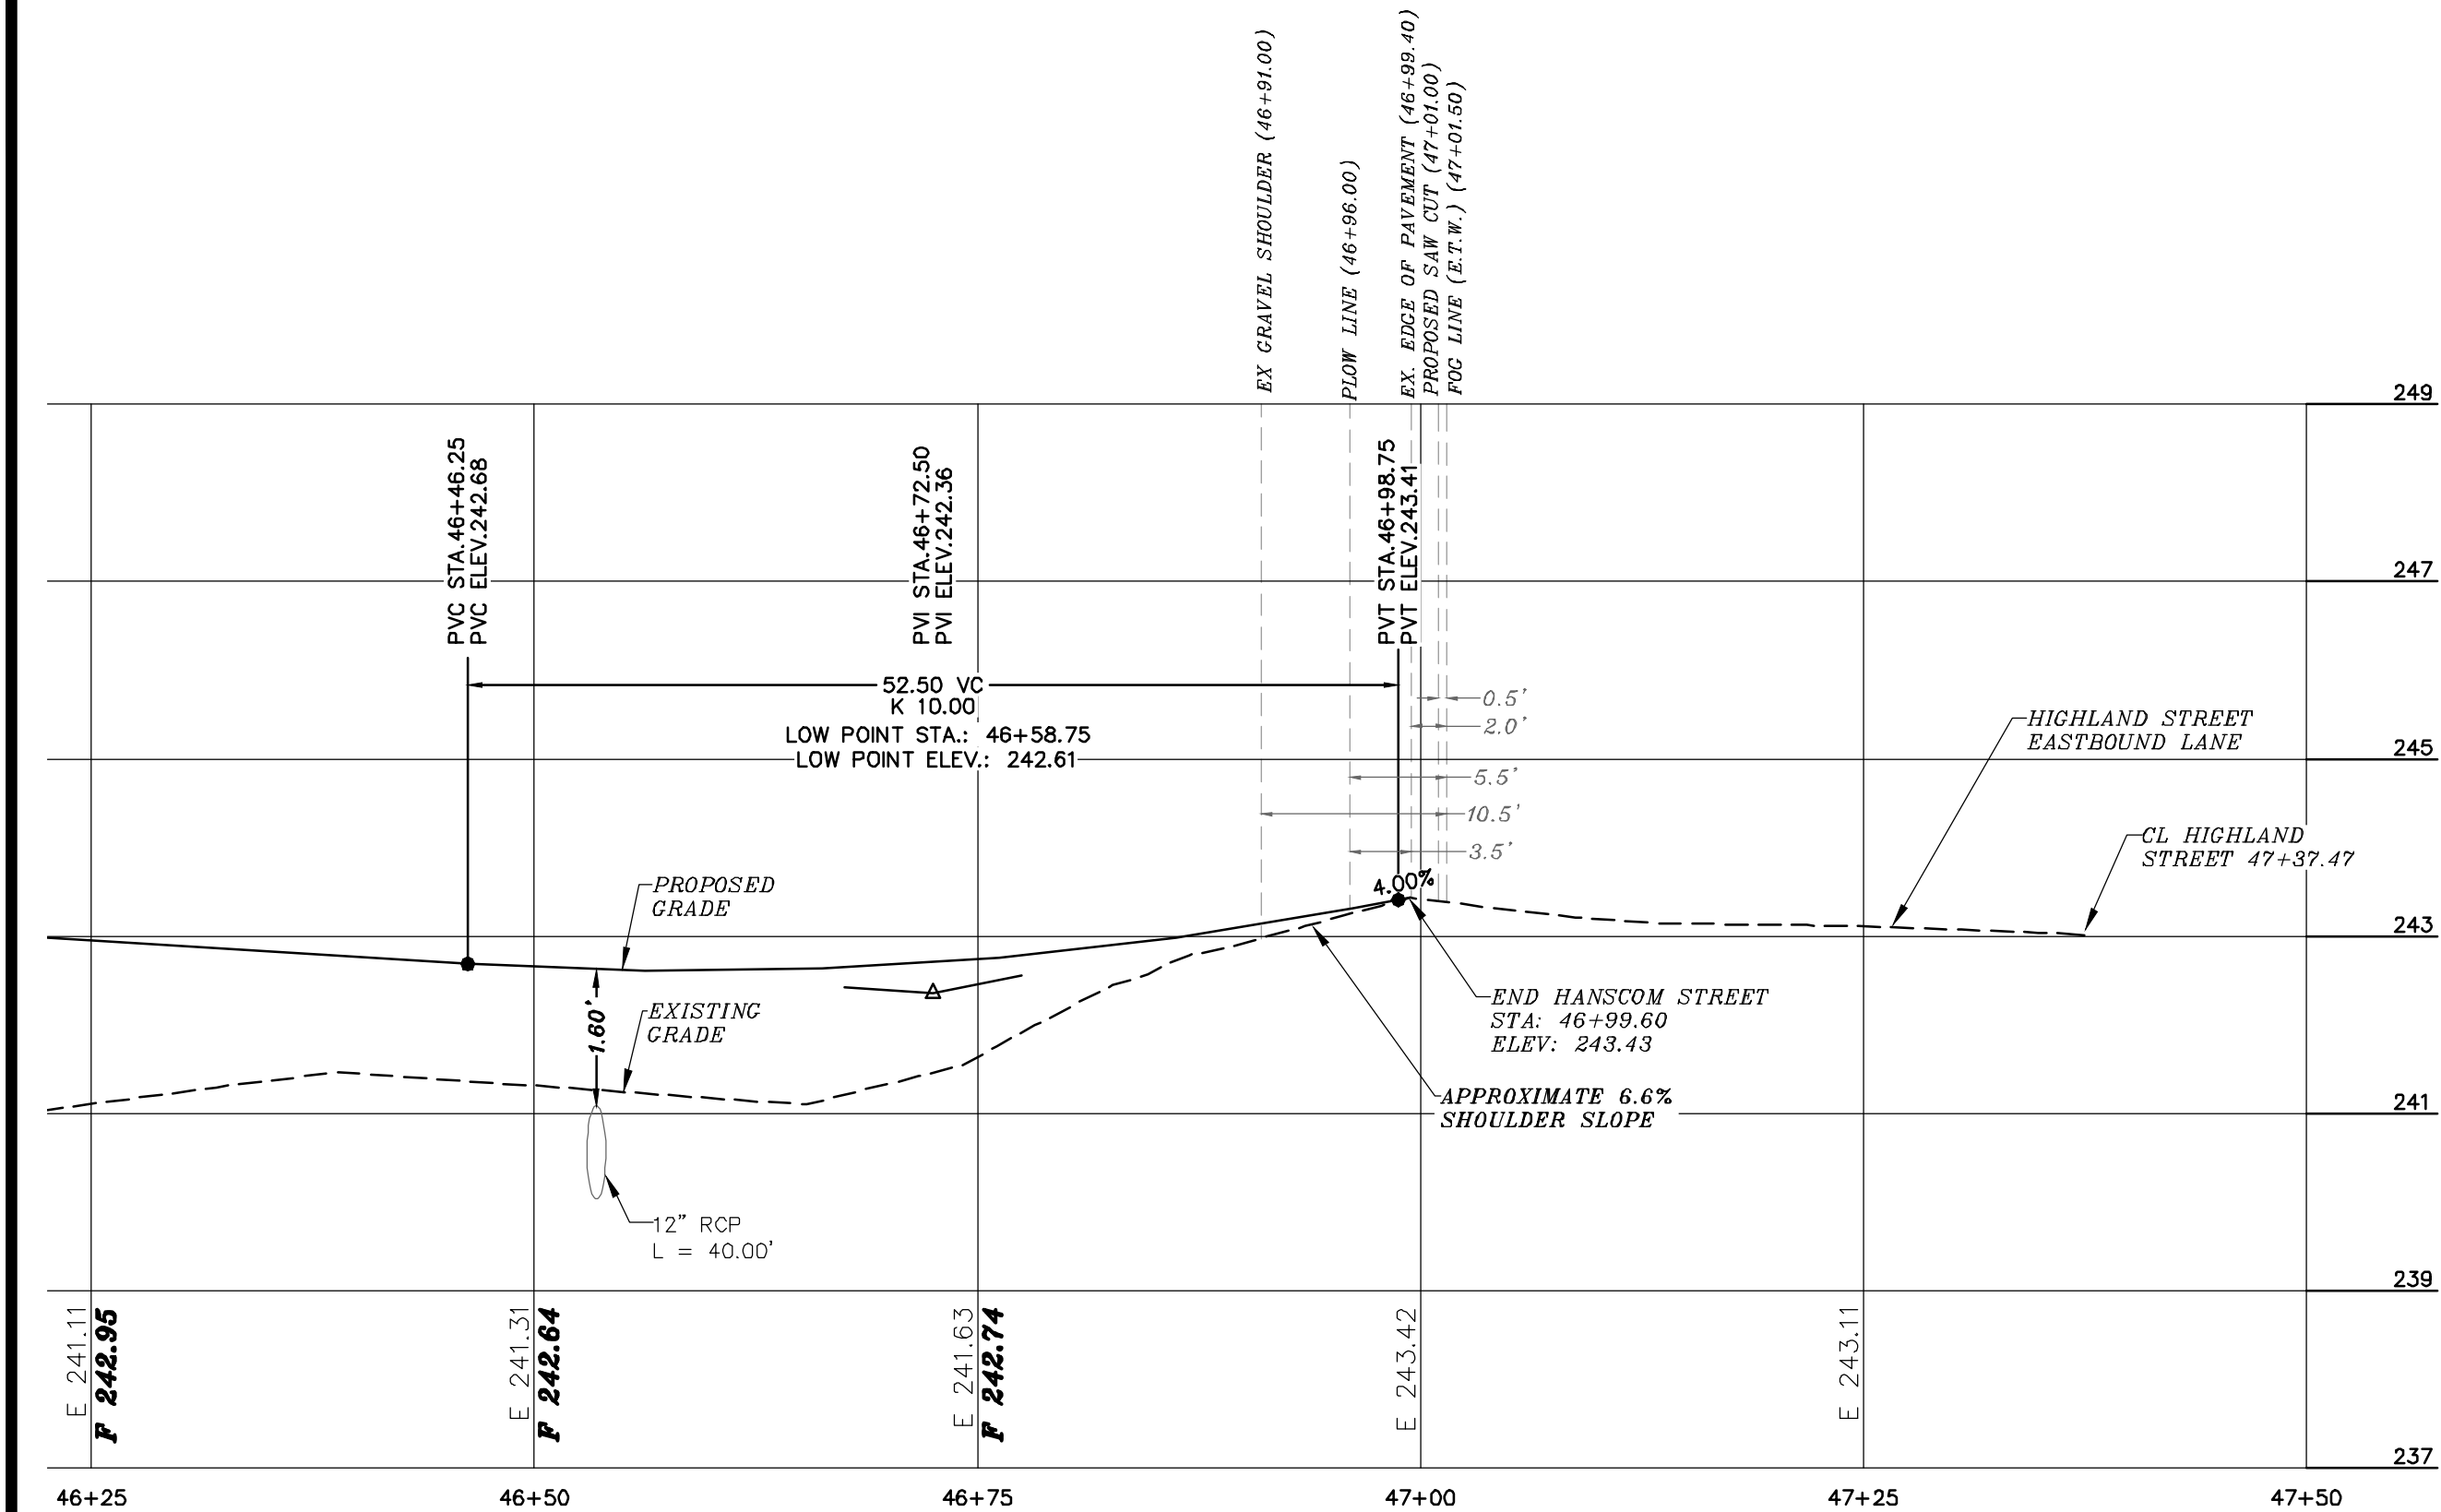 EX GRAVEL SHOULDER (46+91.00)
PLOW LINE (46+96.00)
EX. EDGE OF PAVEMENT (46+99.40)
PROPOSED SAW CUT (47+01.00)
FOG LINE (E.T.W.) (47+01.50)
249
247
245
243
241
239
237
PVC STA.46+46.25
PVC ELEV.242.68
PVI STA.46+72.50
PVI ELEV.242.36
PVT STA.46+98.75
PVT ELEV.243.41
52.50 VC
K 10.00
LOW POINT STA.: 46+58.75
LOW POINT ELEV.: 242.61
0.5'
2.0'
5.5'
10.5'
3.5'
HIGHLAND STREET
EASTBOUND LANE
CL HIGHLAND
STREET 47+37.47
4.00%
PROPOSED
GRADE
1.60'
EXISTING
GRADE
END HANSCOM STREET
STA: 46+99.60
ELEV: 243.43
APPROXIMATE 6.6%
SHOULDER SLOPE
12" RCP
L = 40.00'
E 241.11
F 242.95
E 241.31
F 242.64
E 241.63
F 242.74
E 243.42
E 243.11
46+25
46+50
46+75
47+00
47+25
47+50